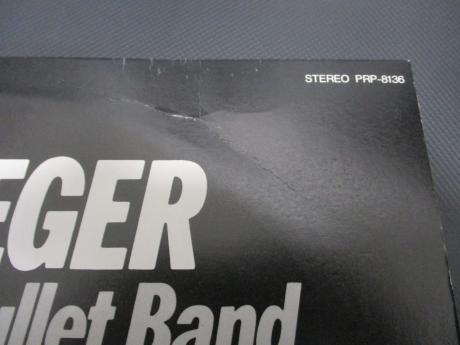 STEREO PRP-8136
EGER
ullet Band